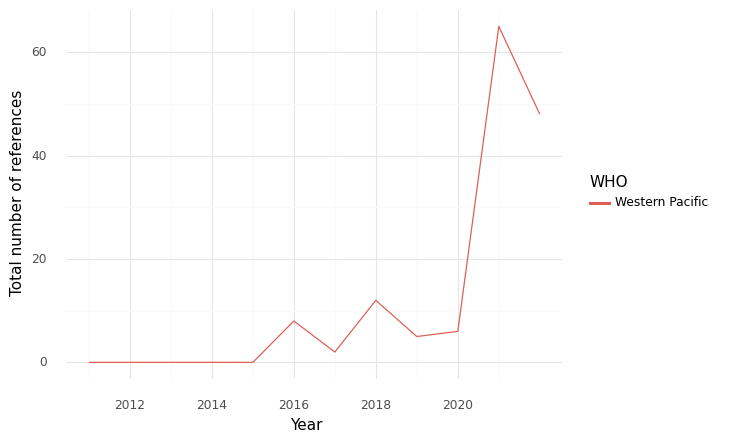 60
40
20
0
Total number of references
2012 2014 2016 2018 2020
Year
WHO
Western Pacific